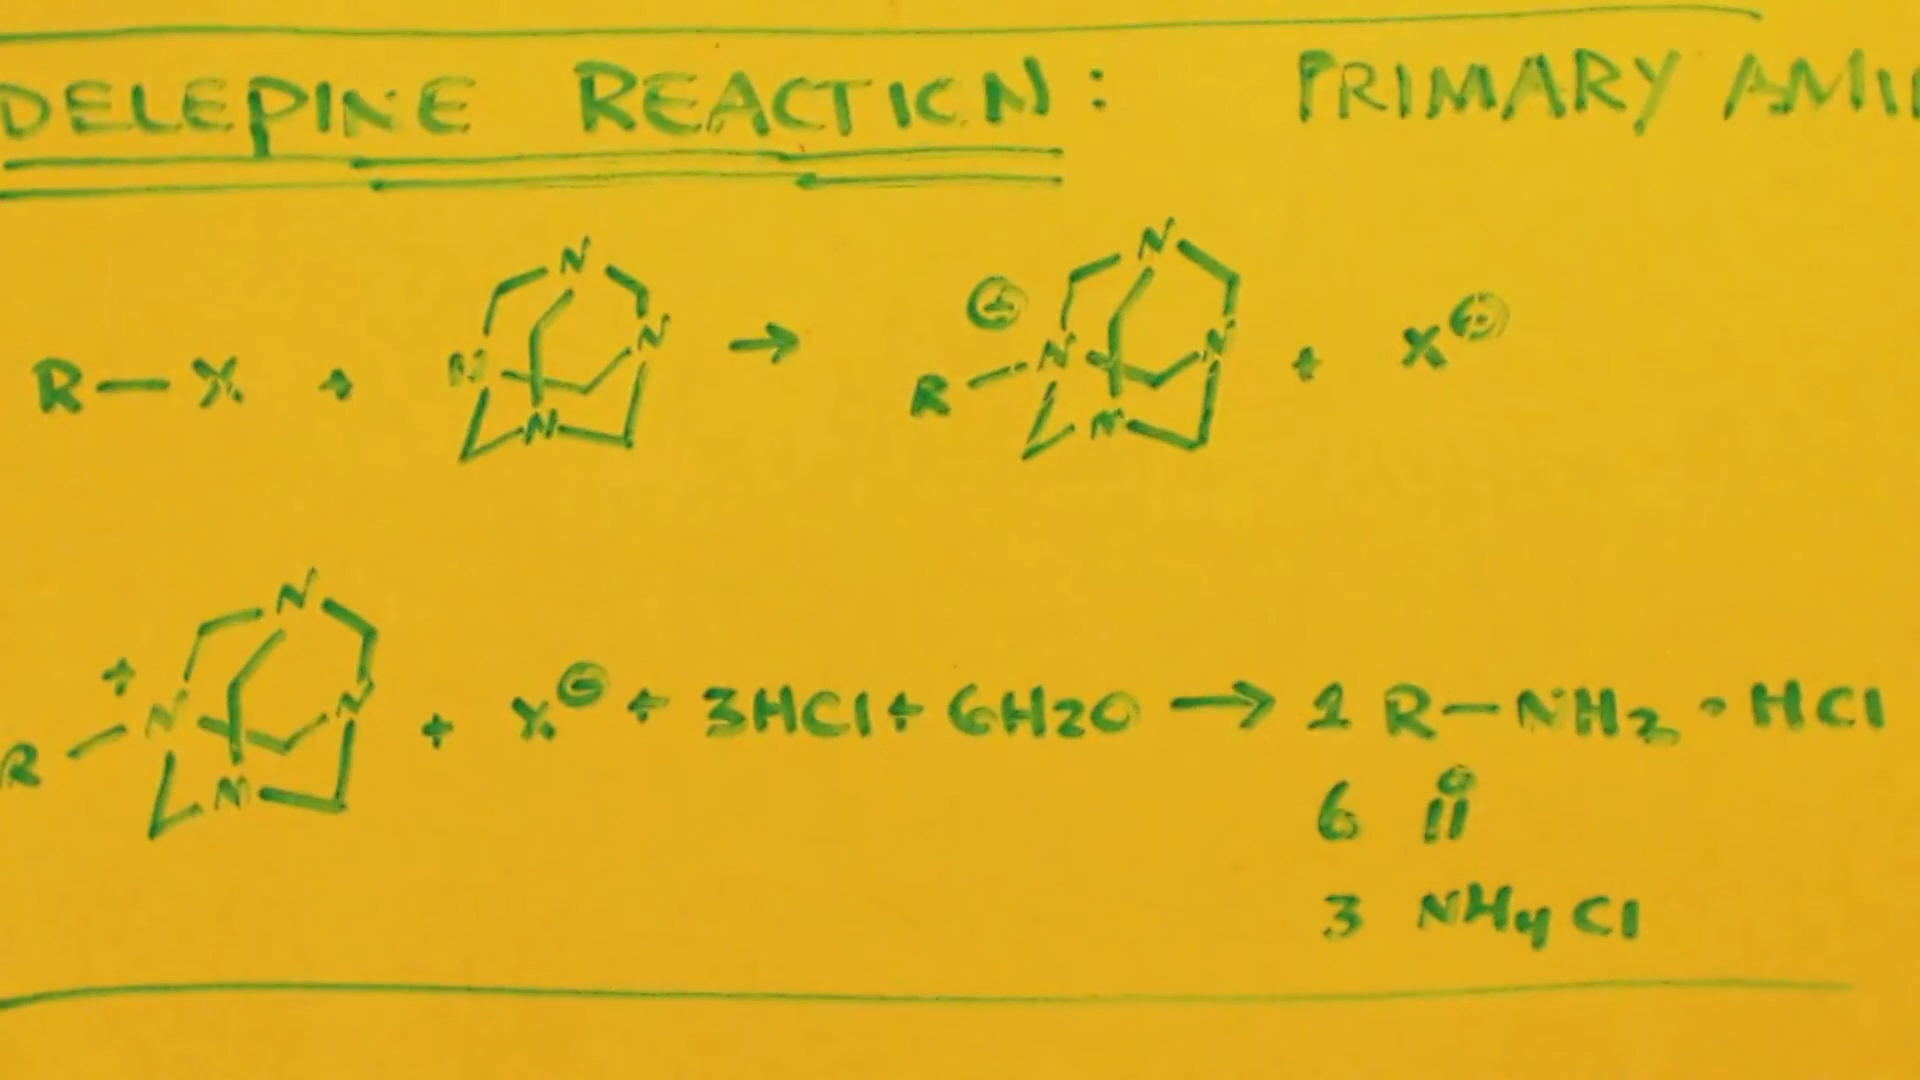 DELEPINE REACTION: PRIMARY AMI
N
N
N
N
R-X + →
N
⊕
N
N
R-N
+ X⊖
N
+
N
N
R-N
+ X⊖ + 3HCl + 6H2O → 1 R-NH2 · HCl
6 O
3 NH4Cl